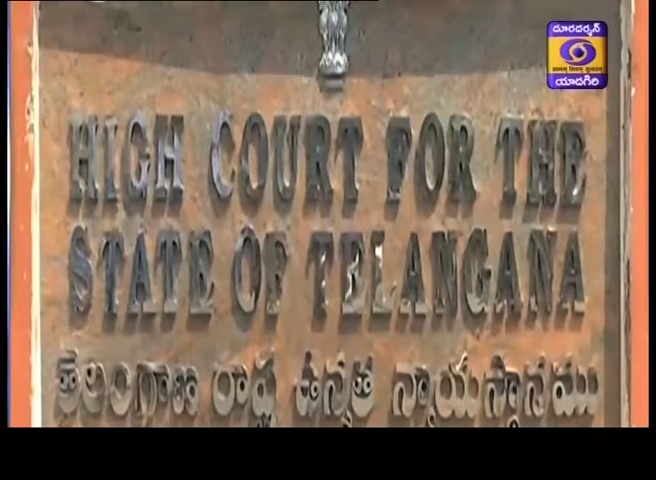 దూరదర్శన్
యాదగిరి
HIGH COURT FOR THE
STATE OF TELANGANA
తెలంగాణ రాష్ట్ర ఉన్నత న్యాయస్థానము